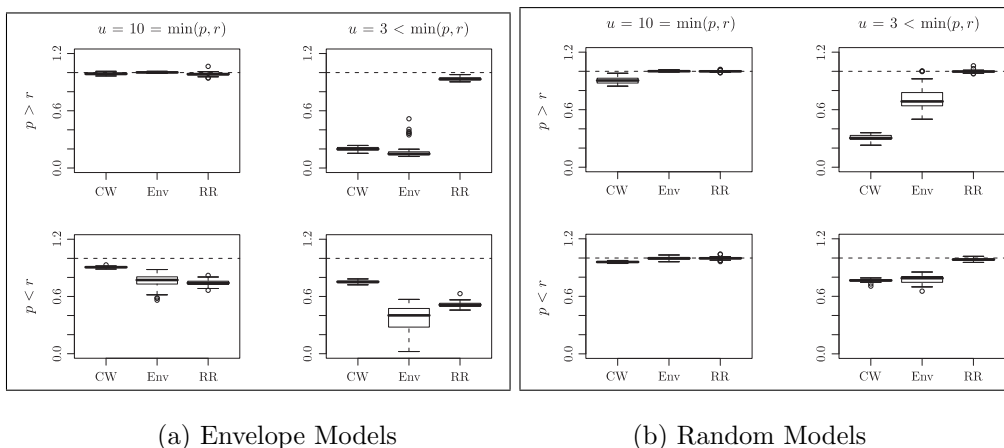 u = 10 = min(p, r)
u = 3 < min(p, r)
p > r
0.0 0.6 1.2
CW Env RR
0.0 0.6 1.2
CW Env RR
p < r
0.0 0.6 1.2
CW Env RR
0.0 0.6 1.2
CW Env RR
(a) Envelope Models
u = 10 = min(p, r)
u = 3 < min(p, r)
p > r
0.0 0.6 1.2
CW Env RR
0.0 0.6 1.2
CW Env RR
p < r
0.0 0.6 1.2
CW Env RR
0.0 0.6 1.2
CW Env RR
(b) Random Models